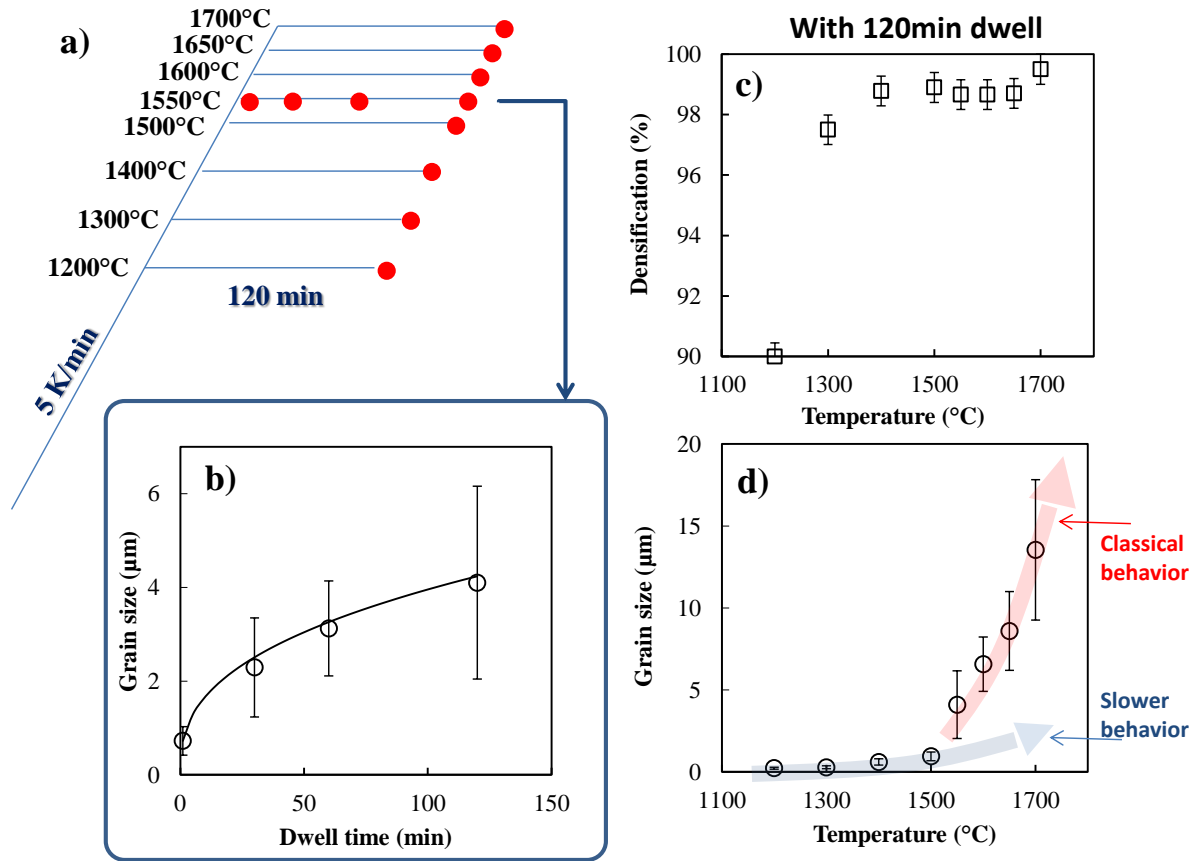 a)
1700°C
1650°C
1600°C
1550°C
1500°C
1400°C
1300°C
1200°C
120 min
5 K/min
b)
6
4
2
0
Grain size (µm)
0 50 100 150
Dwell time (min)
With 120min dwell
c)
100
98
96
94
92
90
Densification (%)
1100 1300 1500 1700
Temperature (°C)
d)
20
15
10
5
0
Grain size (µm)
1100 1300 1500 1700
Temperature (°C)
Classical
behavior
Slower
behavior